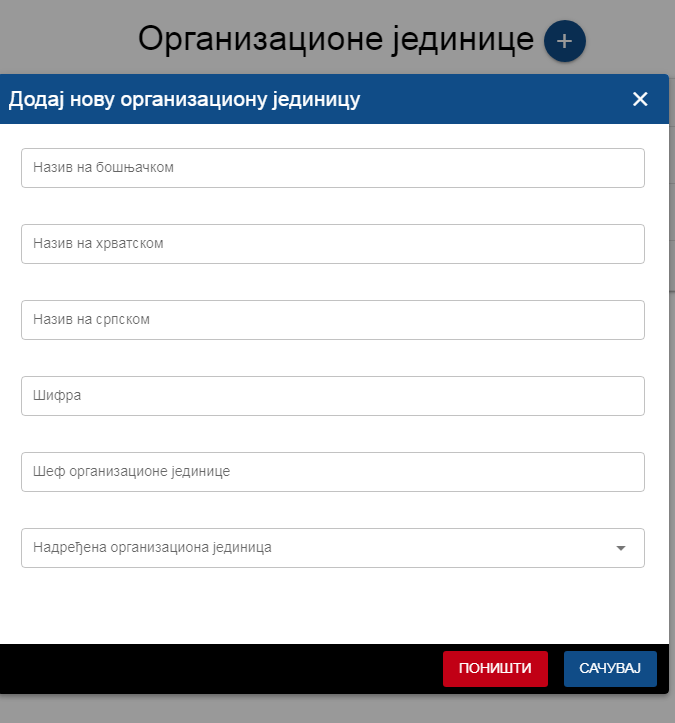 Организационе јединице
Додај нову организациону јединицу
Назив на бошњачком
Назив на хрватском
Назив на српском
Шифра
Шеф организационе јединице
Надређена организациона јединица
ПОНИШТИ САЧУВАЈ